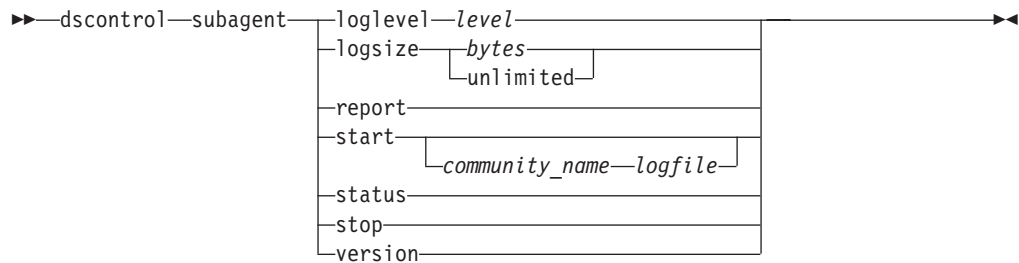 dscontrol subagent loglevel level
logsize bytes
unlimited
report
start
community_name logfile
status
stop
version